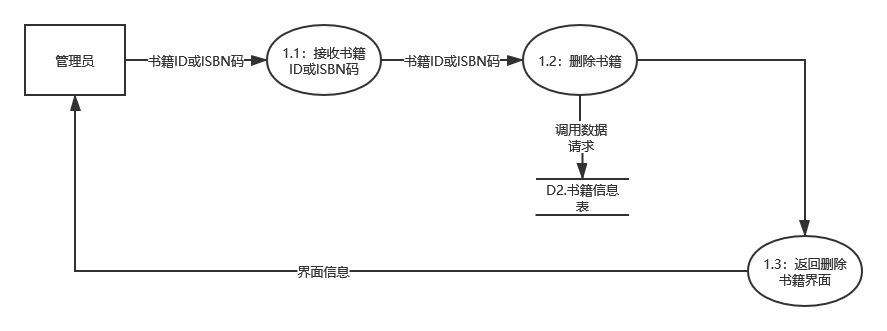 管理员
书籍ID或ISBN码
1.1：接收书籍
ID或ISBN码
书籍ID或ISBN码
1.2：删除书籍
调用数据
请求
D2.书籍信息
表
1.3：返回删除
书籍界面
界面信息